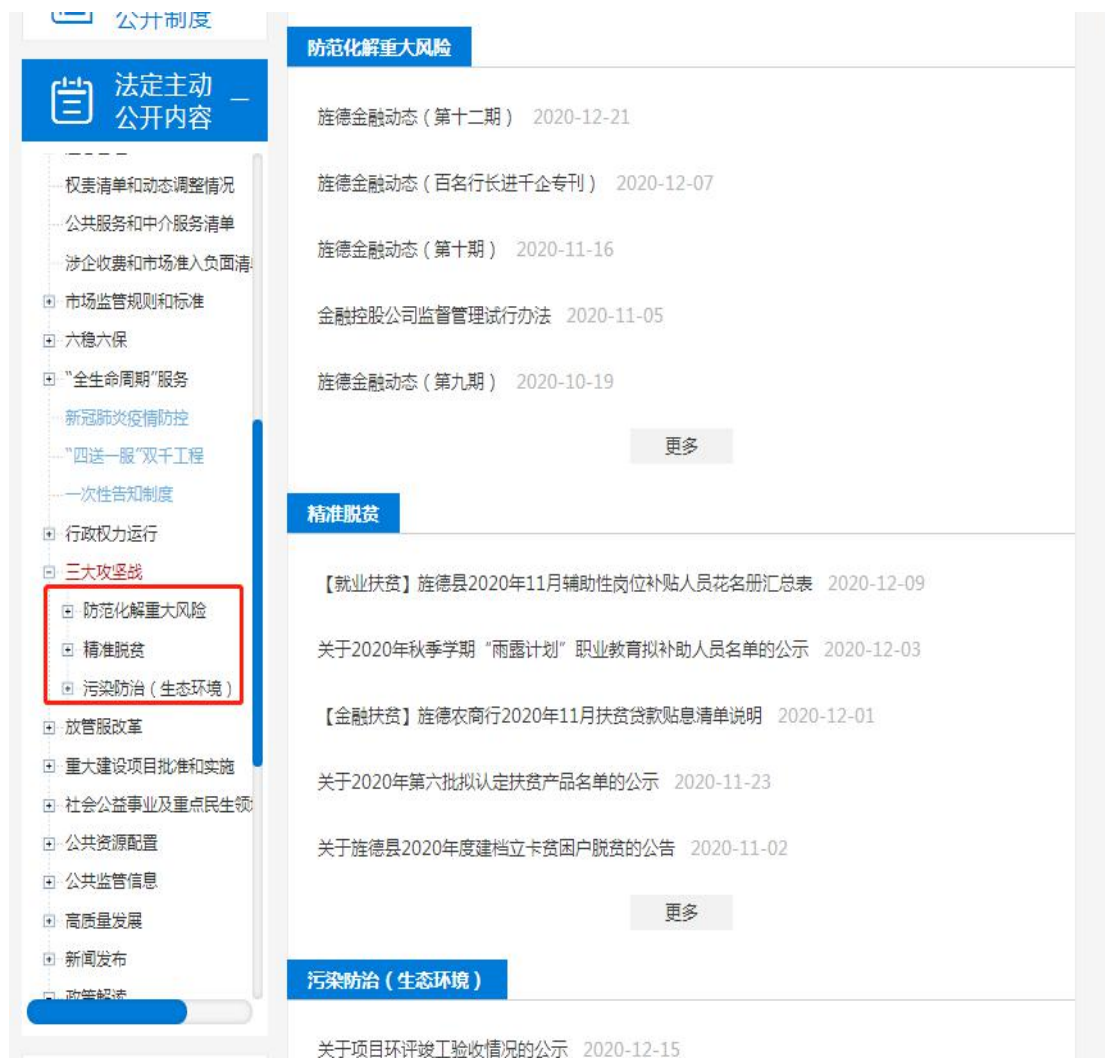 公开制度
法定主动
公开内容
权责清单和动态调整情况
公共服务和中介服务清单
涉企收费和市场准入负面清
市场监管规则和标准
六稳六保
“全生命周期”服务
新冠肺炎疫情防控
“四送一服”双千工程
一次性告知制度
行政权力运行
三大攻坚战
防范化解重大风险
精准脱贫
污染防治（生态环境）
放管服改革
重大建设项目批准和实施
社会公益事业及重点民生领
公共资源配置
公共监管信息
高质量发展
新闻发布
政策解读
防范化解重大风险
旌德金融动态（第十二期） 2020-12-21
旌德金融动态（百名行长进千企专刊） 2020-12-07
旌德金融动态（第十期） 2020-11-16
金融控股公司监督管理试行办法 2020-11-05
旌德金融动态（第九期） 2020-10-19
更多
精准脱贫
【就业扶贫】旌德县2020年11月辅助性岗位补贴人员花名册汇总表 2020-12-09
关于2020年秋季学期“雨露计划”职业教育拟补助人员名单的公示 2020-12-03
【金融扶贫】旌德农商行2020年11月扶贫贷款贴息清单说明 2020-12-01
关于2020年第六批拟认定扶贫产品名单的公示 2020-11-23
关于旌德县2020年度建档立卡贫困户脱贫的公告 2020-11-02
更多
污染防治（生态环境）
关于项目环评竣工验收情况的公示 2020-12-15